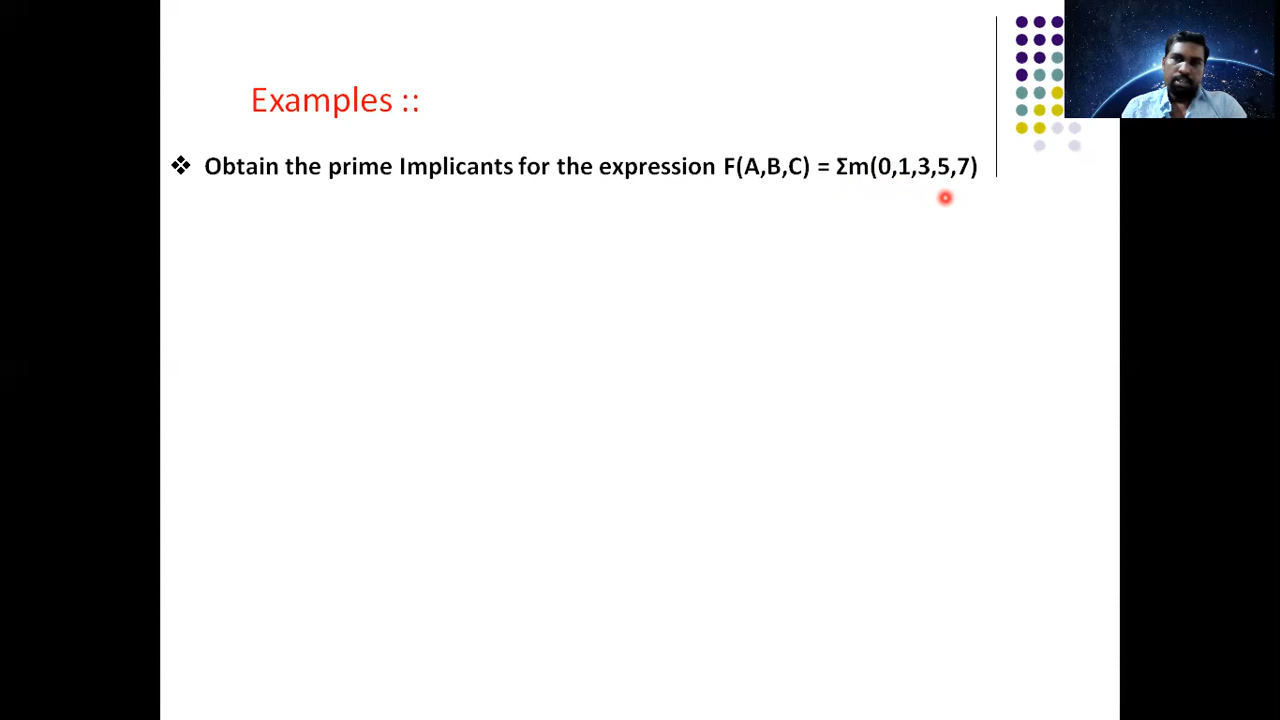 Examples ::
❖ Obtain the prime Implicants for the expression F(A,B,C) = Σm(0,1,3,5,7)